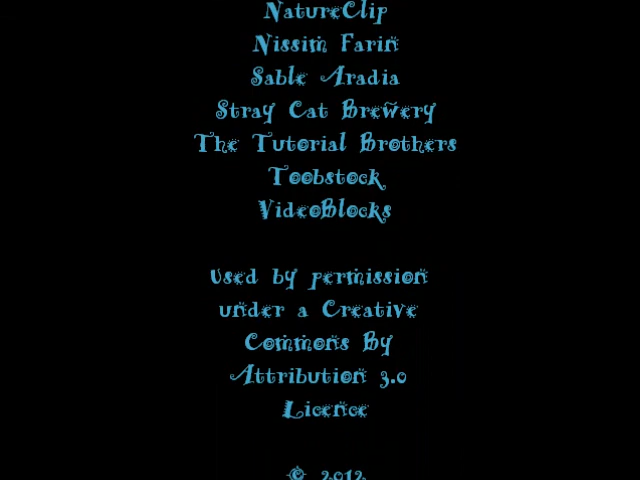 NatureClip
Nissim Farin
Sable Aradia
Stray Cat Brewery
The Tutorial Brothers
Toobstock
VideoBlocks
Used by permission
under a Creative
Commons By
Attribution 3.0
Licence
© 2012